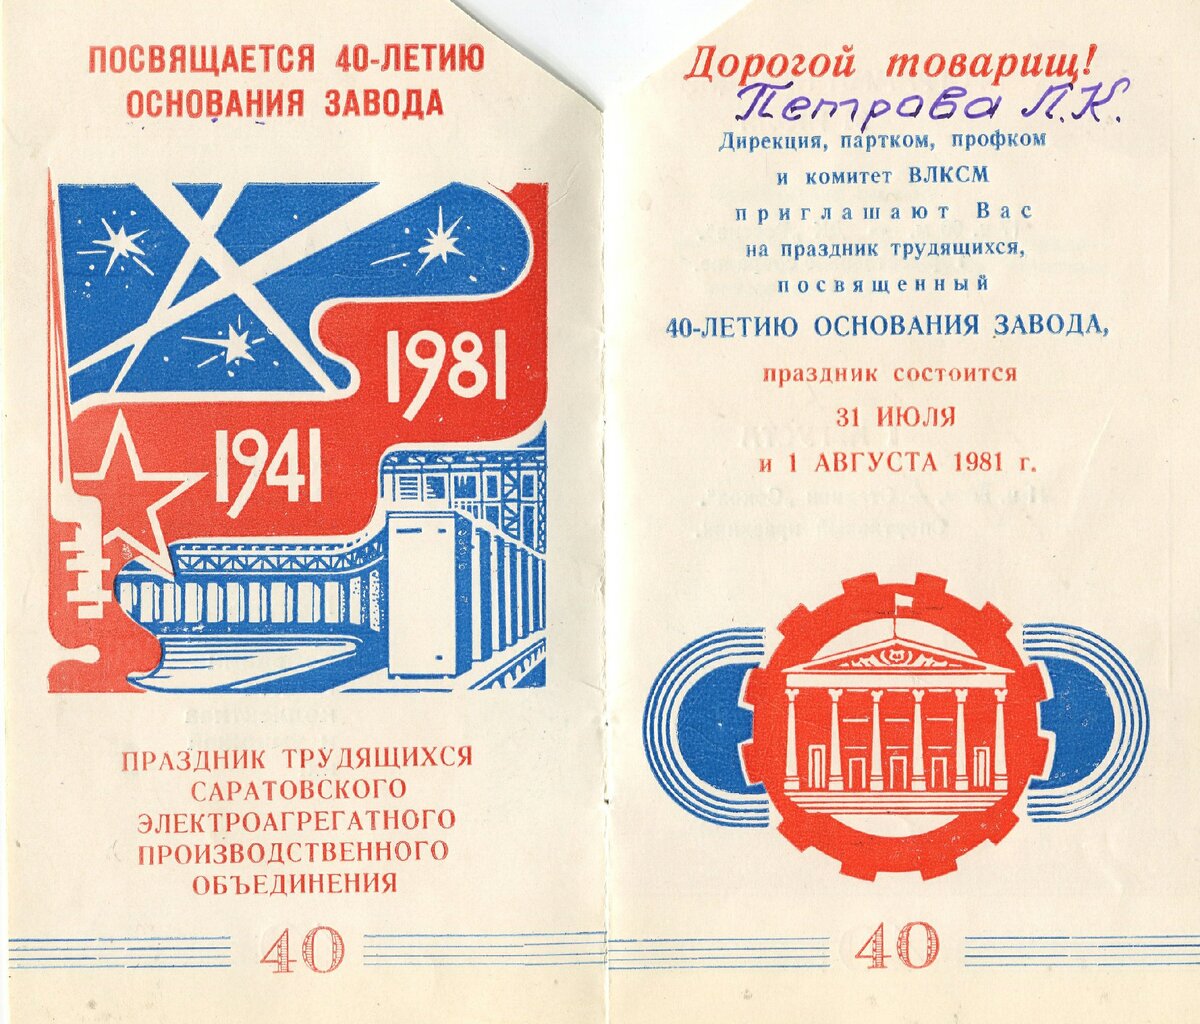 ПОСВЯЩАЕТСЯ 40-ЛЕТИЮ
ОСНОВАНИЯ ЗАВОДА
1981
1941
ПРАЗДНИК ТРУДЯЩИХСЯ
САРАТОВСКОГО
ЭЛЕКТРОАГРЕГАТНОГО
ПРОИЗВОДСТВЕННОГО
ОБЪЕДИНЕНИЯ
40
Дорогой товарищ!
Петрова Л.К.
Дирекция, партком, профком
и комитет ВЛКСМ
приглашают Вас
на праздник трудящихся,
посвященный
40-ЛЕТИЮ ОСНОВАНИЯ ЗАВОДА,
праздник состоится
31 ИЮЛЯ
и 1 АВГУСТА 1981 г.
40